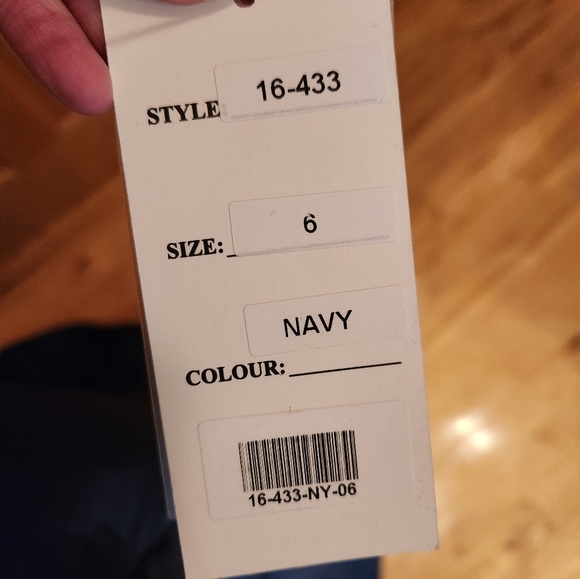 STYLE 16-433
SIZE: 6
NAVY
COLOUR:
16-433-NY-06